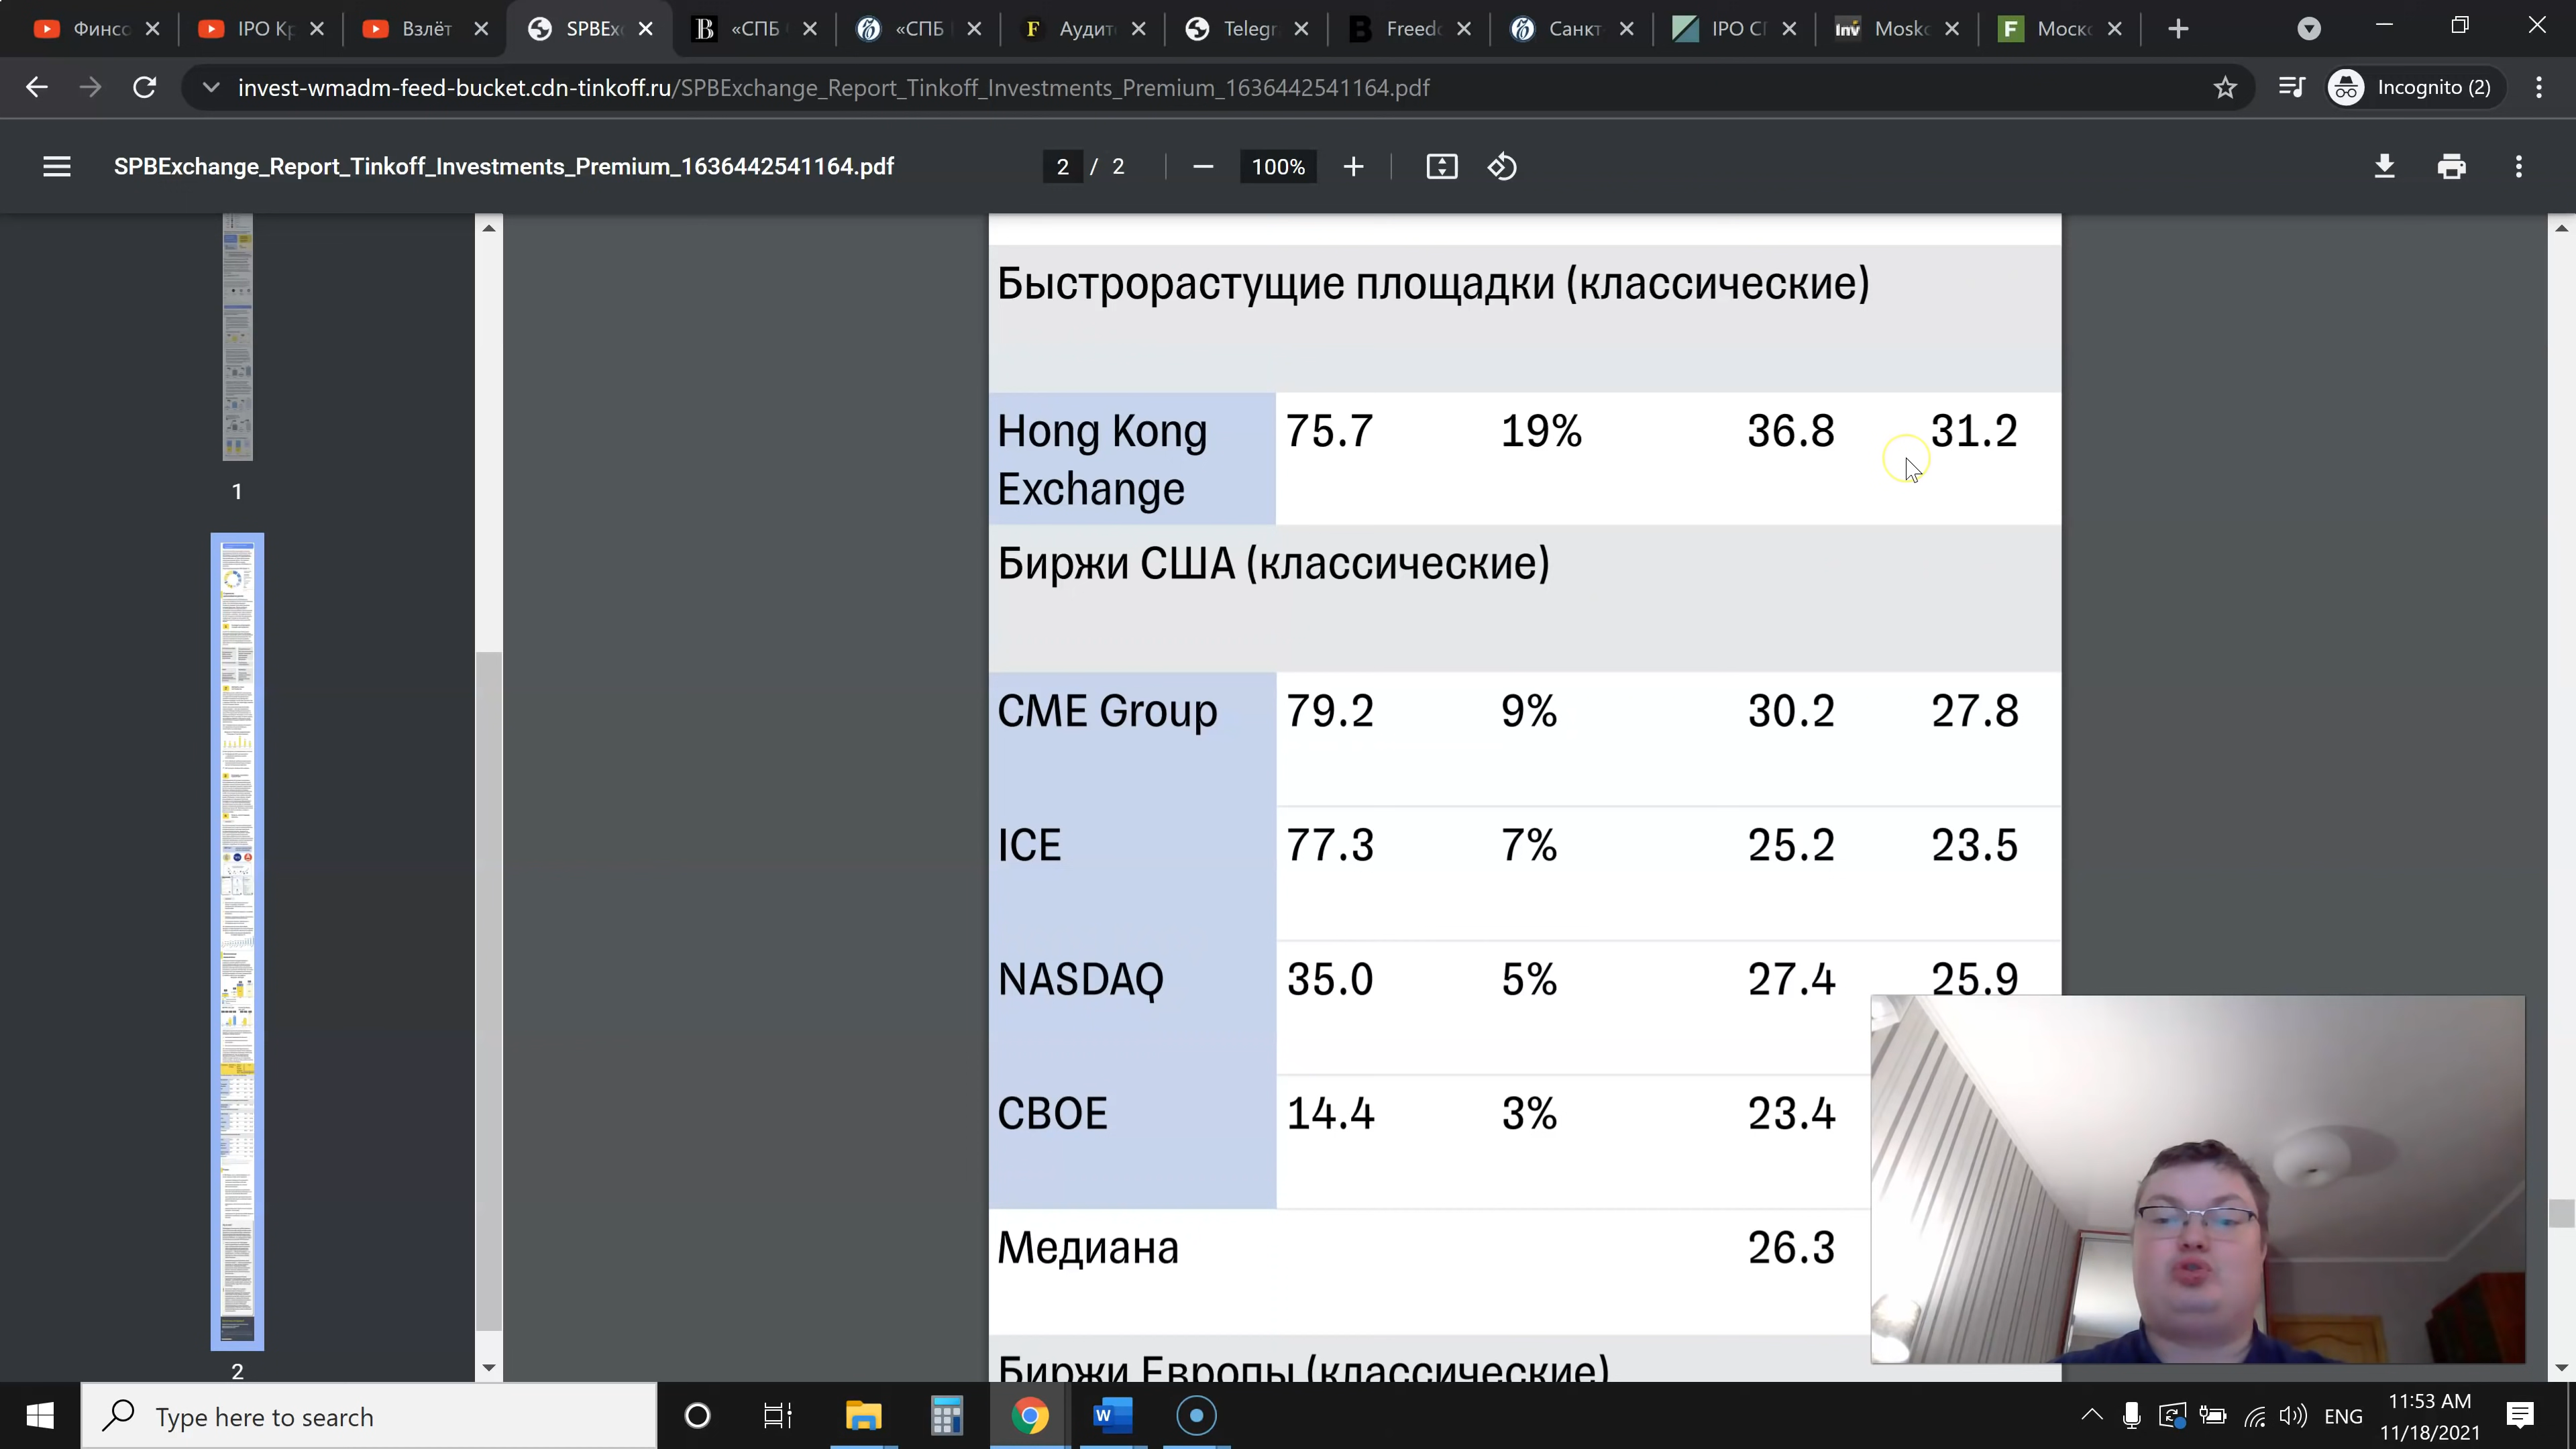 Финсо
IPO Кр
Взлёт
SPBEx
«СПБ
«СПБ
Аудит
Telegr
Freedo
Санкт
IPO СП
Mosko
Моско
invest-wmadm-feed-bucket.cdn-tinkoff.ru/SPBExchange_Report_Tinkoff_Investments_Premium_1636442541164.pdf
Incognito (2)
SPBExchange_Report_Tinkoff_Investments_Premium_1636442541164.pdf
2 / 2
100%
1
2
Быстрорастущие площадки (классические)
Hong Kong Exchange 75.7 19% 36.8 31.2
Биржи США (классические)
CME Group 79.2 9% 30.2 27.8
ICE 77.3 7% 25.2 23.5
NASDAQ 35.0 5% 27.4 25.9
CBOE 14.4 3% 23.4
Медиана 26.3
Биржи Европы (классические)
Type here to search
ENG
11:53 AM
11/18/2021